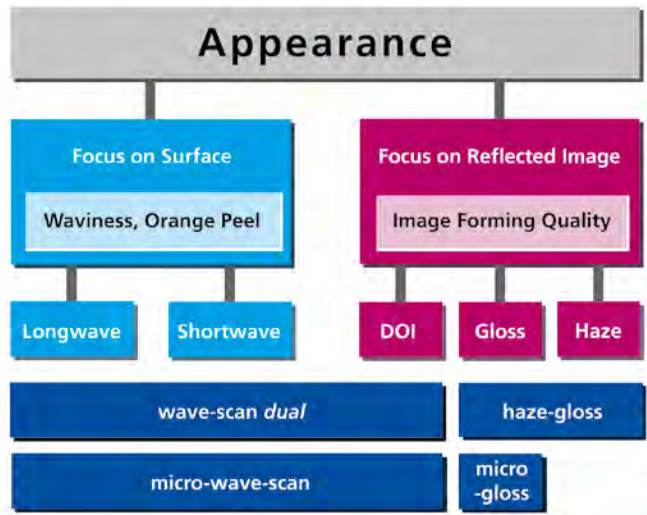 Appearance
Focus on Surface
Waviness, Orange Peel
Focus on Reflected Image
Image Forming Quality
Longwave
Shortwave
DOI
Gloss
Haze
wave-scan dual
haze-gloss
micro-wave-scan
micro
-gloss